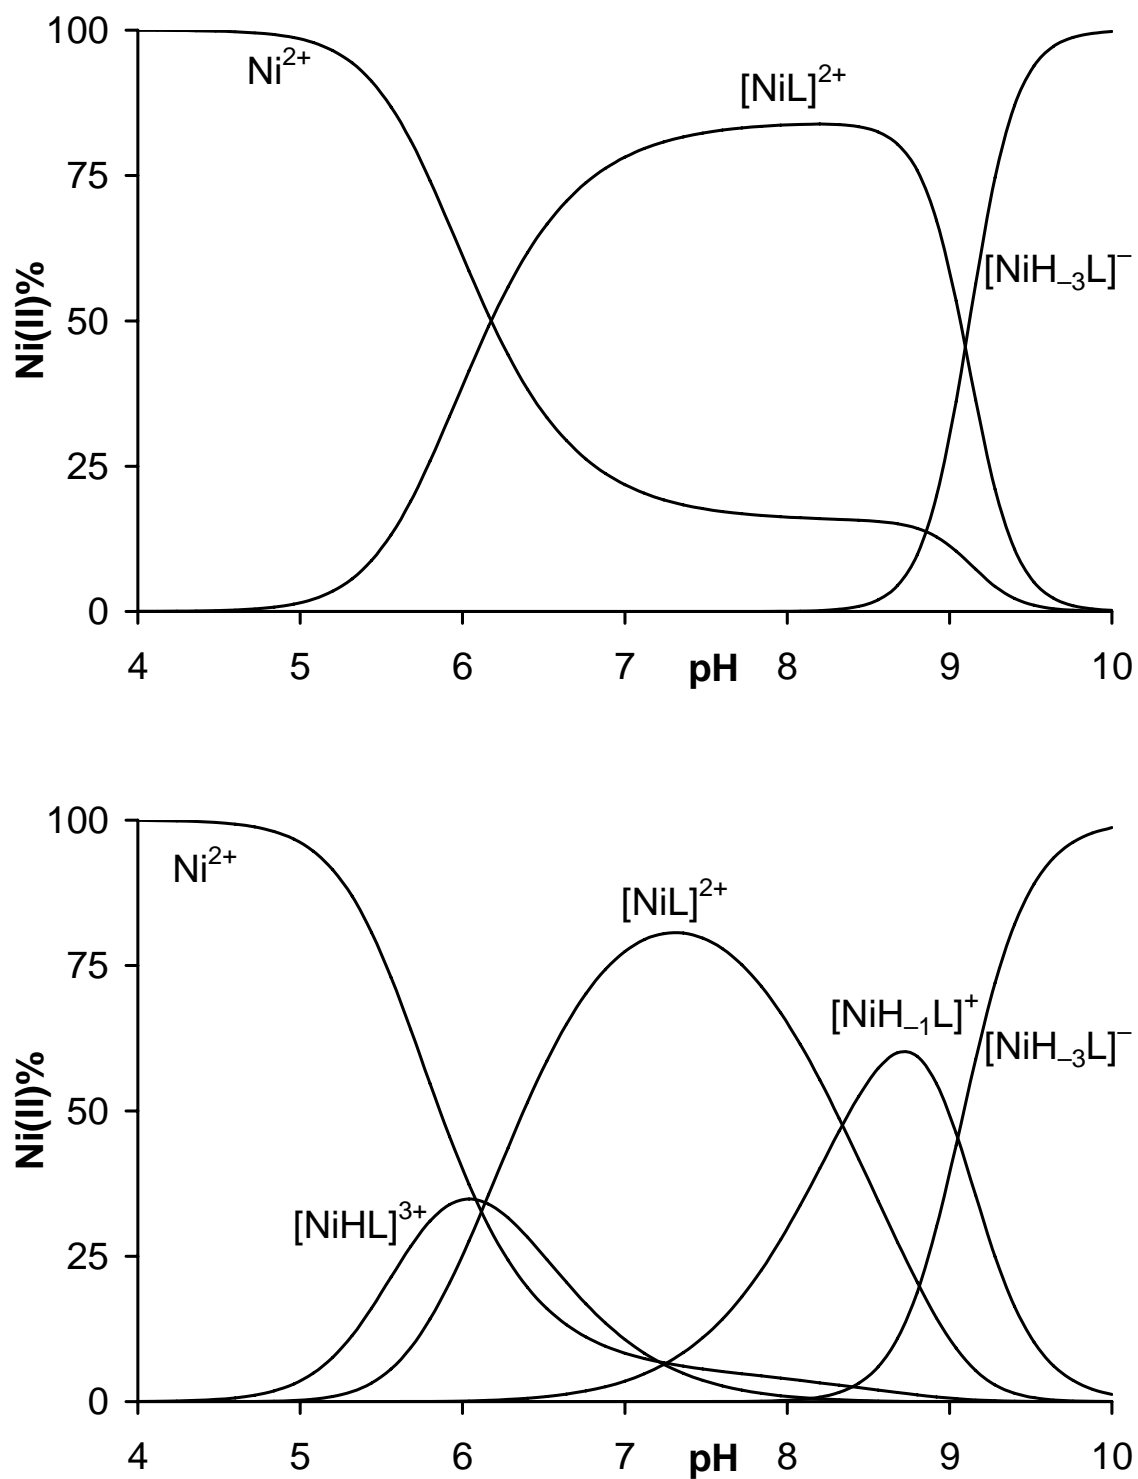 100
Ni²⁺
[NiL]²⁺
75
[NiH₋₃L]⁻
Ni(II)%
50
25
0
4 5 6 7 pH 8 9 10
100
Ni²⁺
[NiL]²⁺
75
[NiH₋₁L]⁺
[NiH₋₃L]⁻
Ni(II)%
50
[NiHL]³⁺
25
0
4 5 6 7 pH 8 9 10